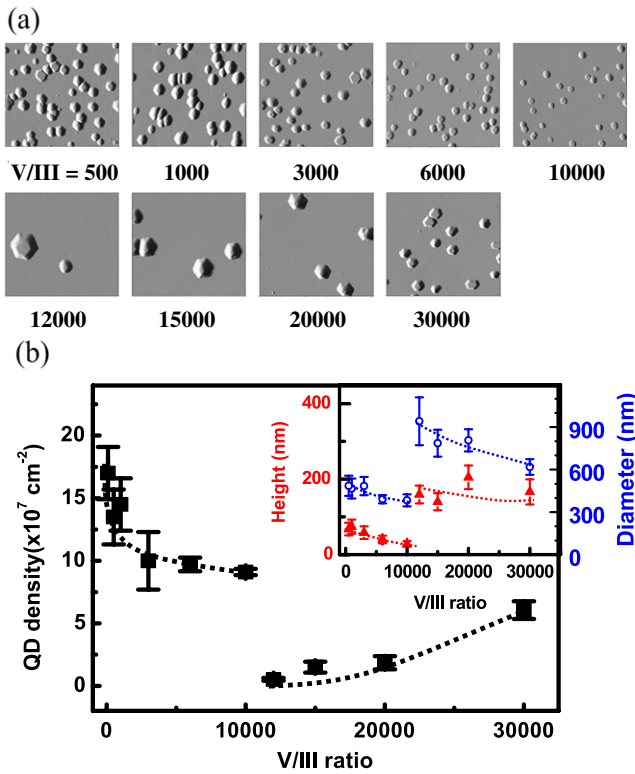 (a)
V/III = 500 1000 3000 6000 10000
12000 15000 20000 30000
(b)
QD density(x10⁷ cm⁻²)
20
15
10
5
0
0 10000 20000 30000
V/III ratio
Height (nm)
400
200
0
Diameter (nm)
900
600
300
0
0 10000 20000 30000
V/III ratio